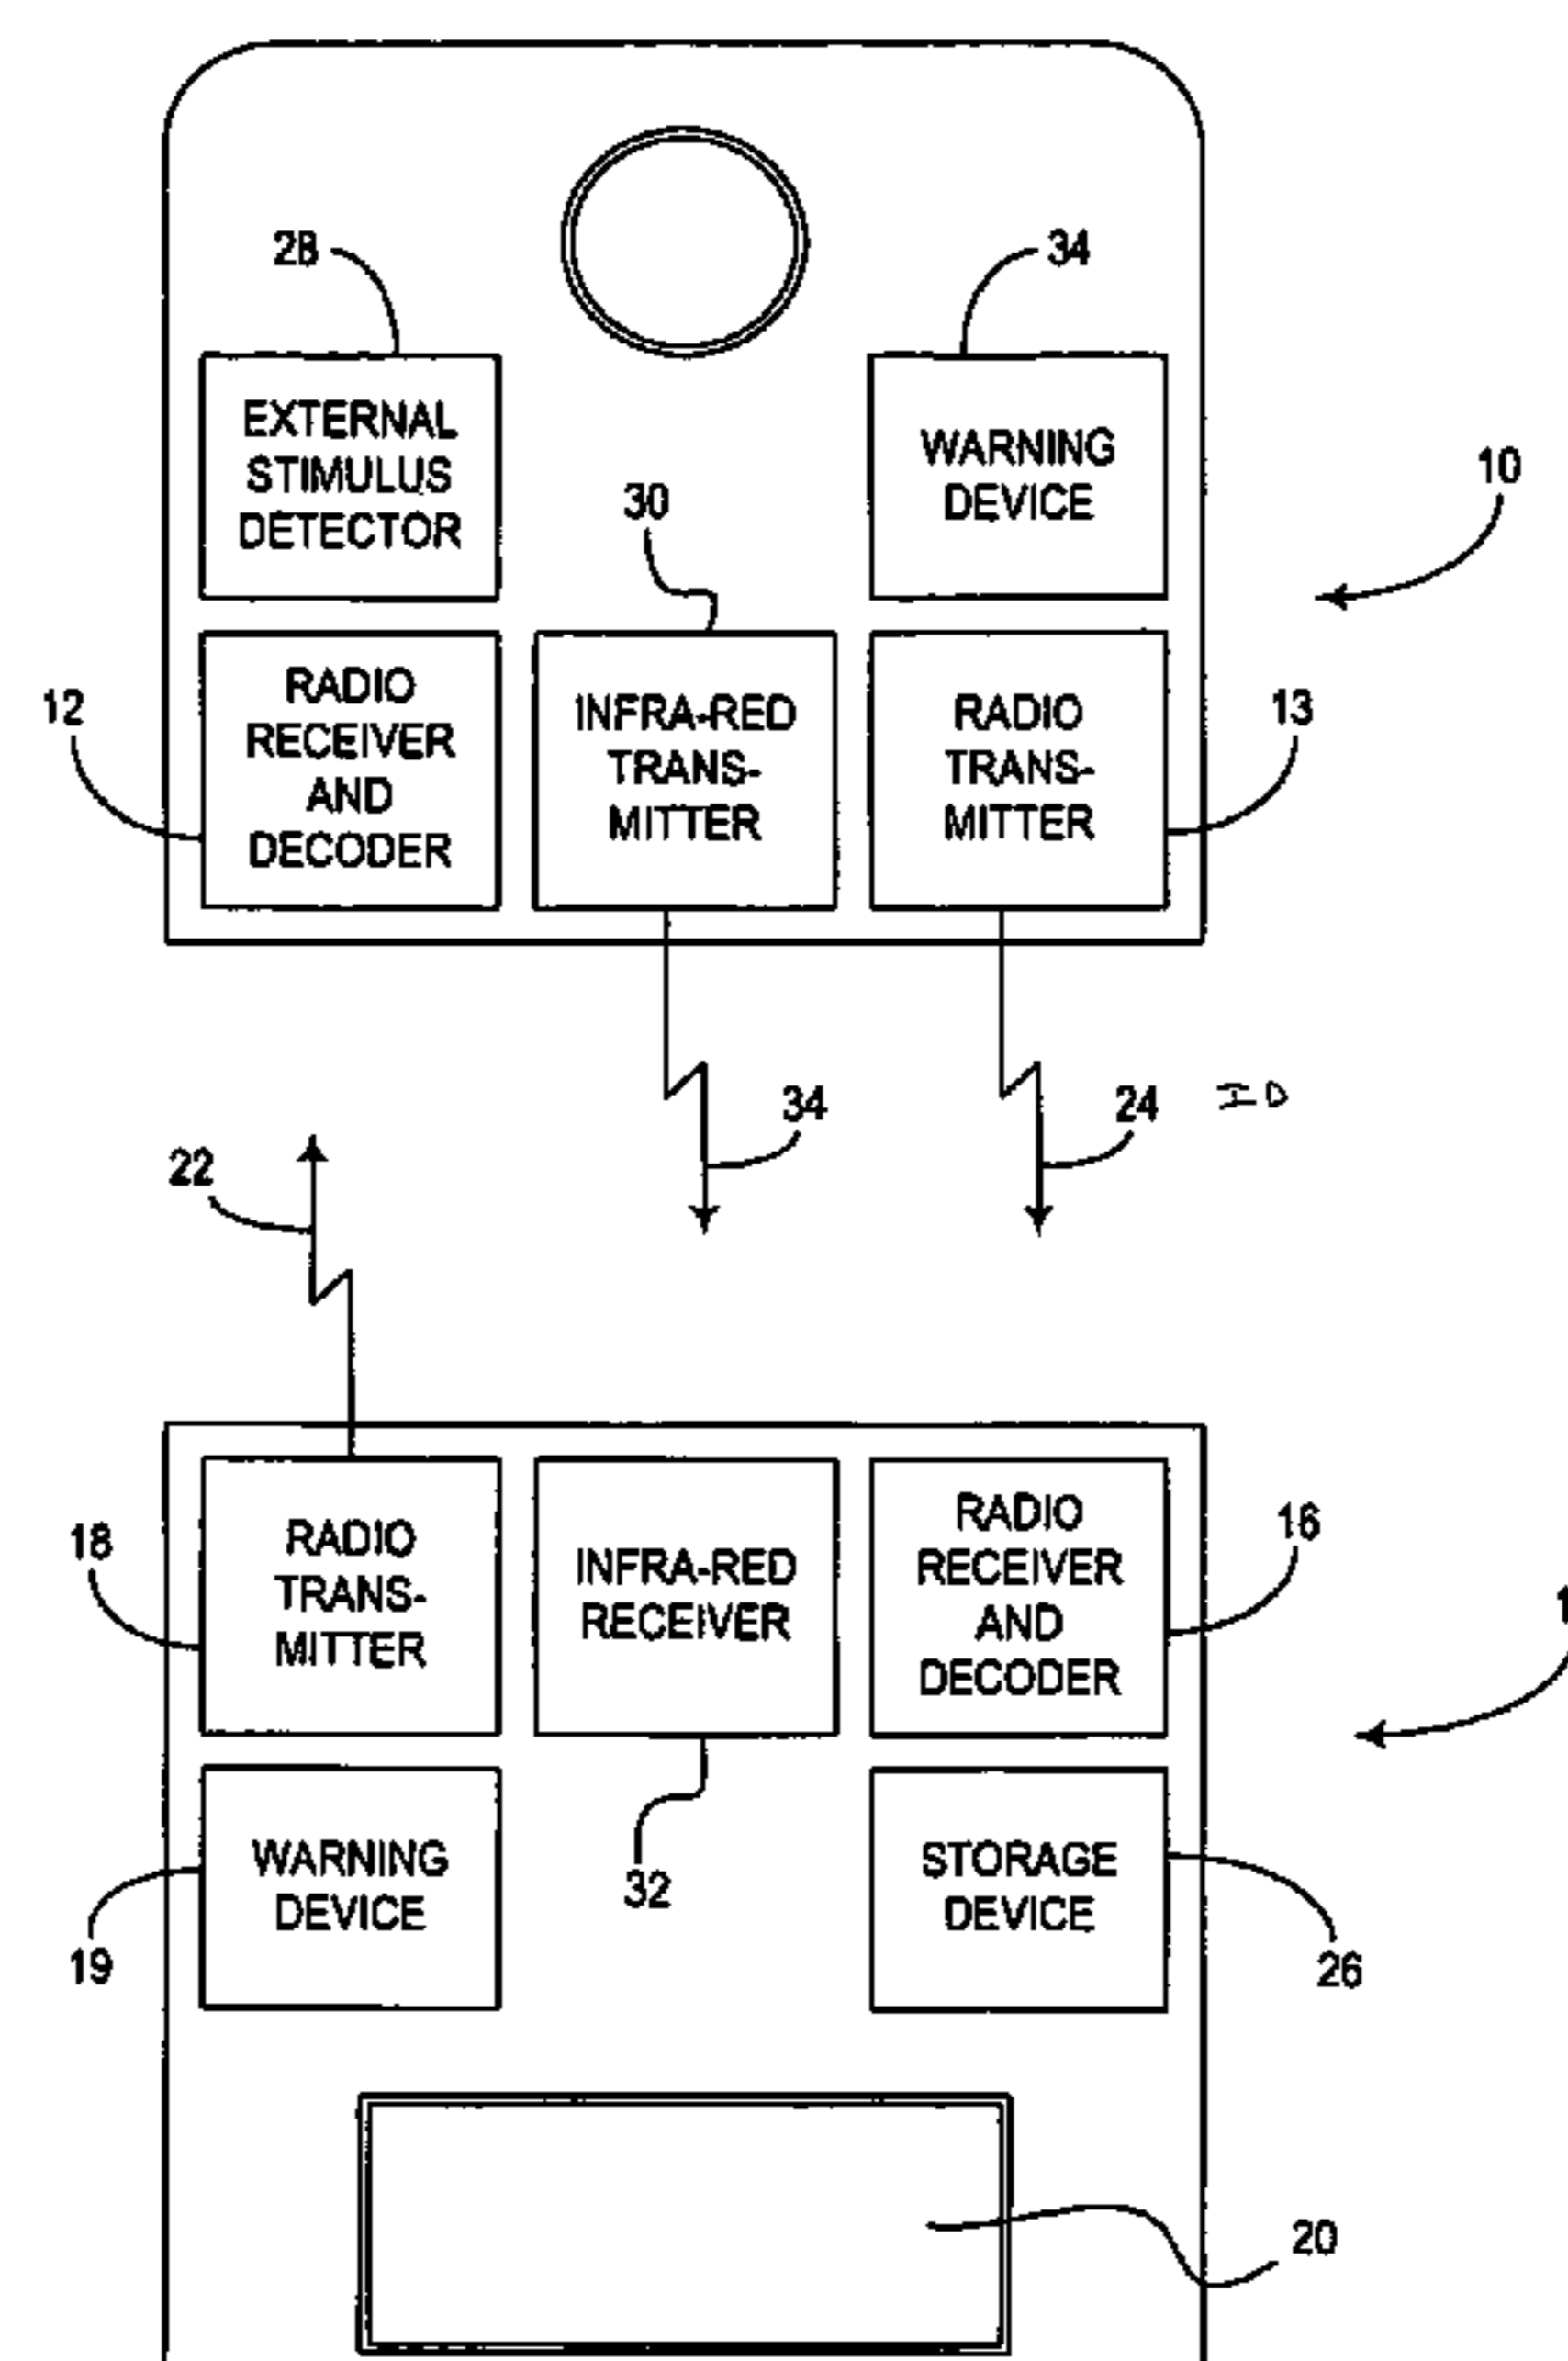 28
34
EXTERNAL
STIMULUS
DETECTOR
WARNING
DEVICE
10
30
12
RADIO
RECEIVER
AND
DECODER
INFRA-RED
TRANS-
MITTER
RADIO
TRANS-
MITTER
13
34
24
ID
22
18
RADIO
TRANS-
MITTER
INFRA-RED
RECEIVER
RADIO
RECEIVER
AND
DECODER
16
WARNING
DEVICE
19
32
STORAGE
DEVICE
26
20